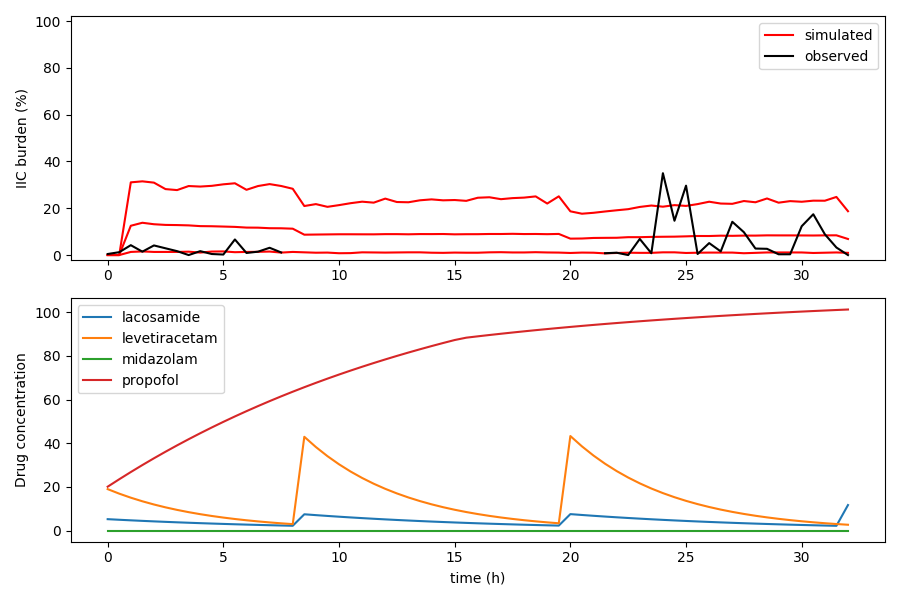 100
80
60
40
20
0
IIC burden (%)
simulated
observed
0 5 10 15 20 25 30
100
80
60
40
20
0
Drug concentration
lacosamide
levetiracetam
midazolam
propofol
0 5 10 15 20 25 30
time (h)